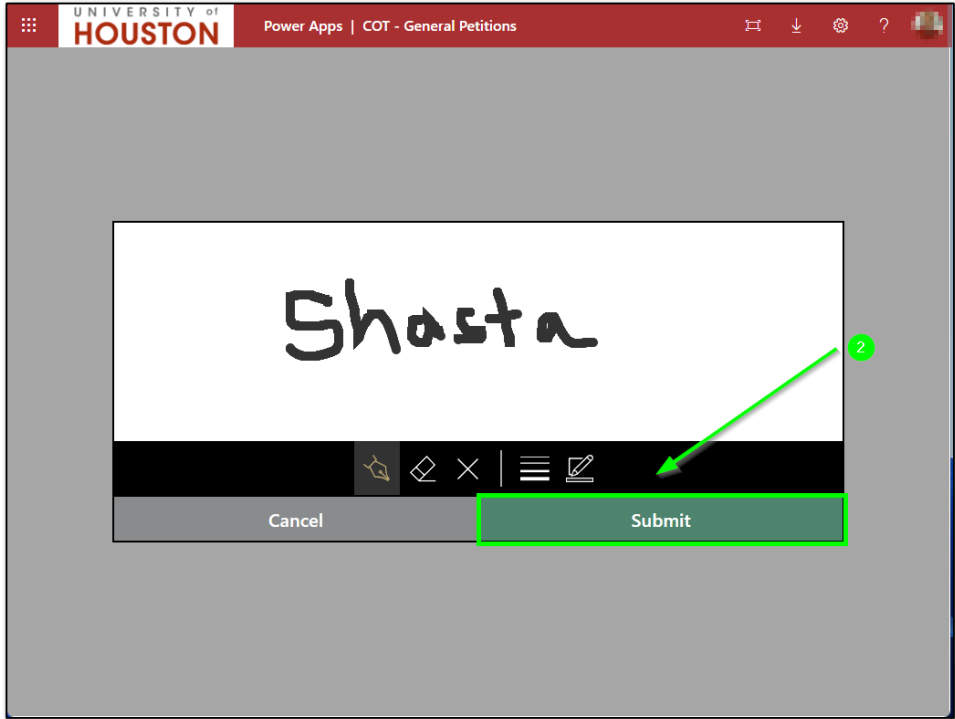 UNIVERSITY of
HOUSTON
Power Apps | COT - General Petitions
?
Shasta
2
Cancel
Submit